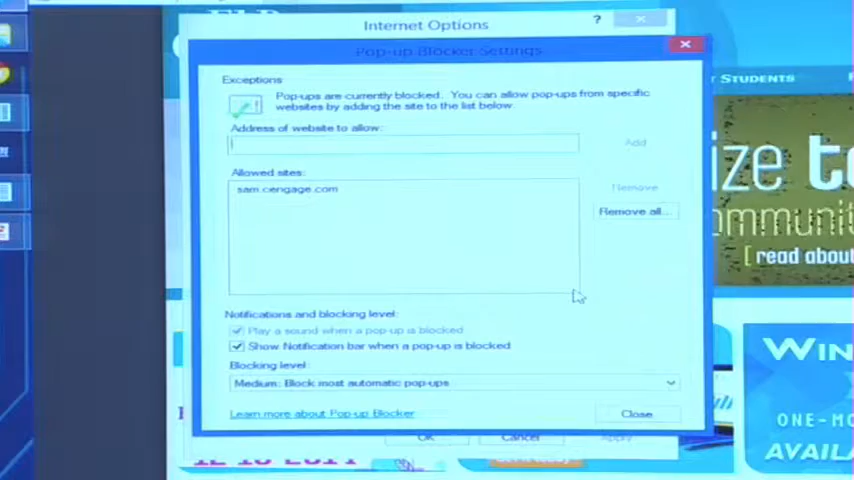 Internet Options
?
Pop-up Blocker Settings
Exceptions
Pop-ups are currently blocked. You can allow pop-ups from specific
websites by adding the site to the list below.
Address of website to allow:
Add
Allowed sites:
sam.cengage.com
Remove
Remove all...
Notifications and blocking level:
Play a sound when a pop-up is blocked
Show Notification bar when a pop-up is blocked
Blocking level:
Medium: Block most automatic pop-ups
Learn more about Pop-up Blocker
Close
OK
Cancel
Apply
STUDENTS
ize to
ommunit
[ read about
WIN
ONE-MO
AVAIL